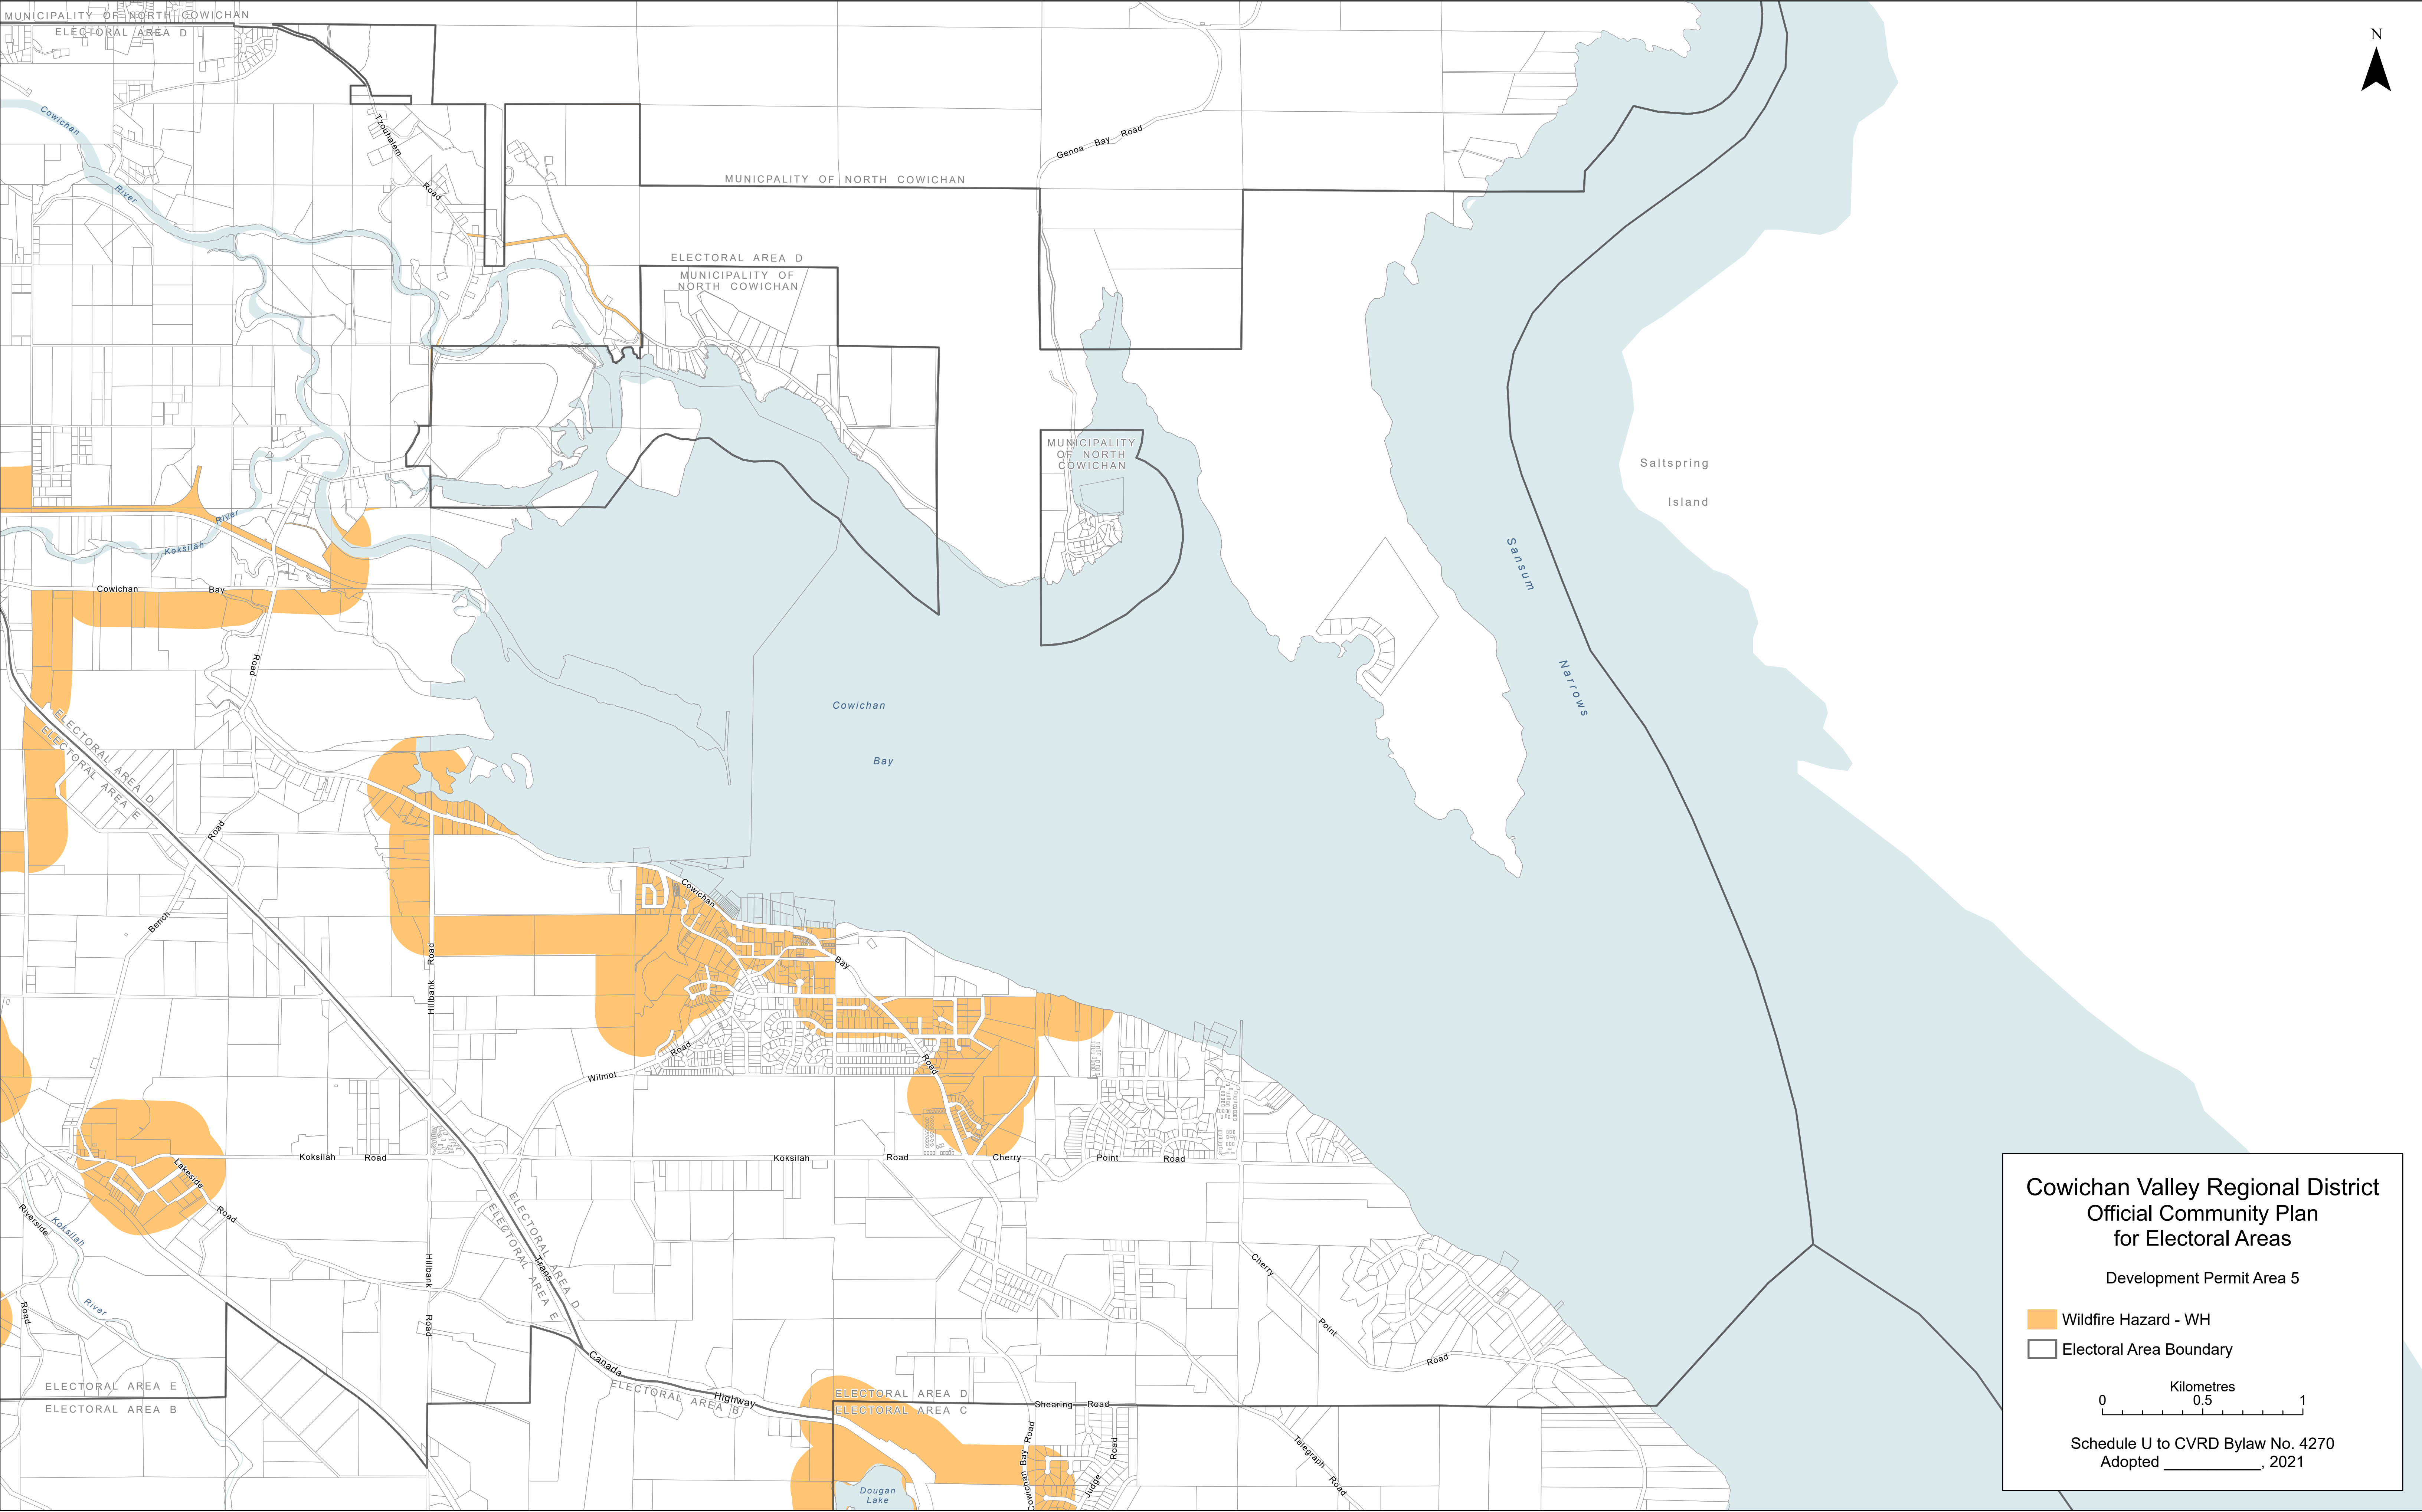 MUNICIPALITY OF NORTH COWICHAN
ELECTORAL AREA D
N
Cowichan
River
Tzouhalem
Road
Genoa Bay Road
MUNICPALITY OF NORTH COWICHAN
ELECTORAL AREA D
MUNICIPALITY OF
NORTH COWICHAN
MUNICIPALITY
OF NORTH
COWICHAN
Saltspring
Island
Sansum
Narrows
River
Koksilah
Cowichan Bay
Road
ELECTORAL AREA D
ELECTORAL AREA E
Cowichan
Bay
Road
Bench
Hillbank Road
Cowichan
Bay
Road
Road
Wilmot
Koksilah Road
Koksilah Road
Cherry Point Road
Lakeside
Road
Riverside
Road
Koksilah
River
Hillbank
Road
ELECTORAL AREA D
ELECTORAL AREA E
Trans
Canada
Highway
ELECTORAL AREA B
Cherry
Point
Road
ELECTORAL AREA E
ELECTORAL AREA B
ELECTORAL AREA D
ELECTORAL AREA C
Shearing Road
Cowichan Bay Road
Judge
Road
Telegraph
Road
Dougan
Lake
Cowichan Valley Regional District
Official Community Plan
for Electoral Areas
Development Permit Area 5
Wildfire Hazard - WH
Electoral Area Boundary
Kilometres
0 0.5 1
Schedule U to CVRD Bylaw No. 4270
Adopted ____________, 2021